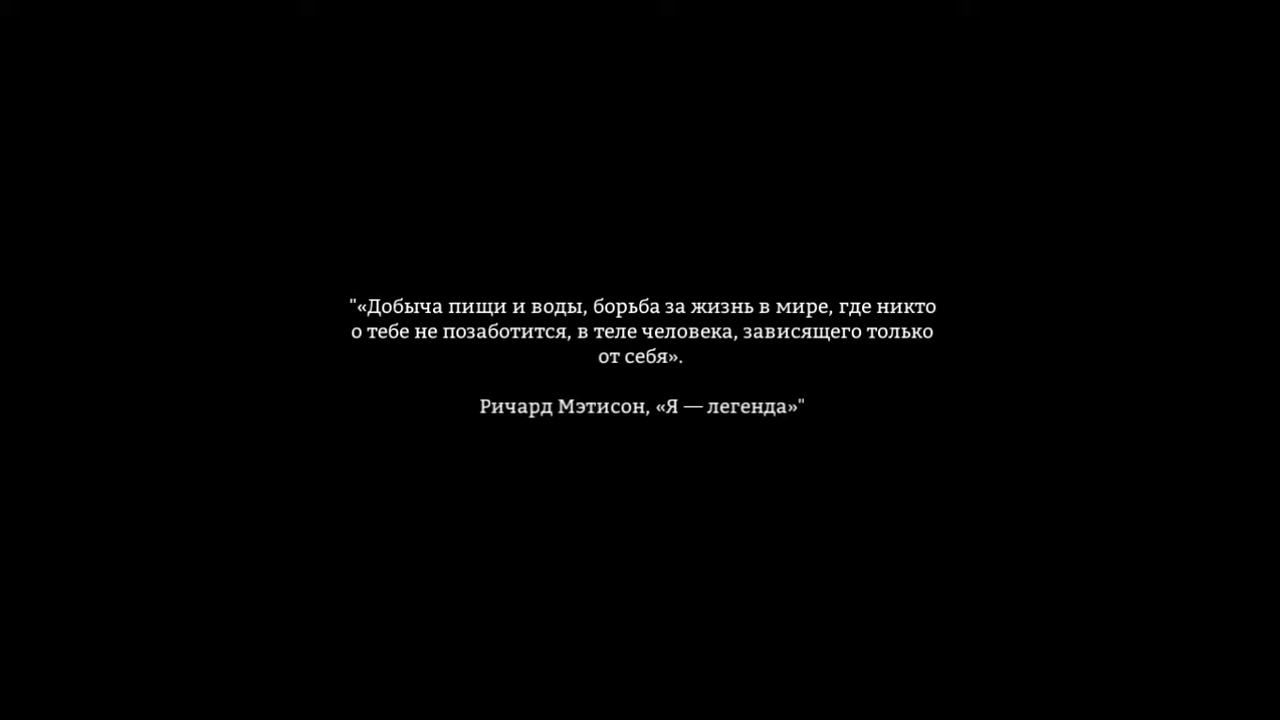 "«Добыча пищи и воды, борьба за жизнь в мире, где никто
о тебе не позаботится, в теле человека, зависящего только
от себя».
Ричард Мэтисон, «Я — легенда»"